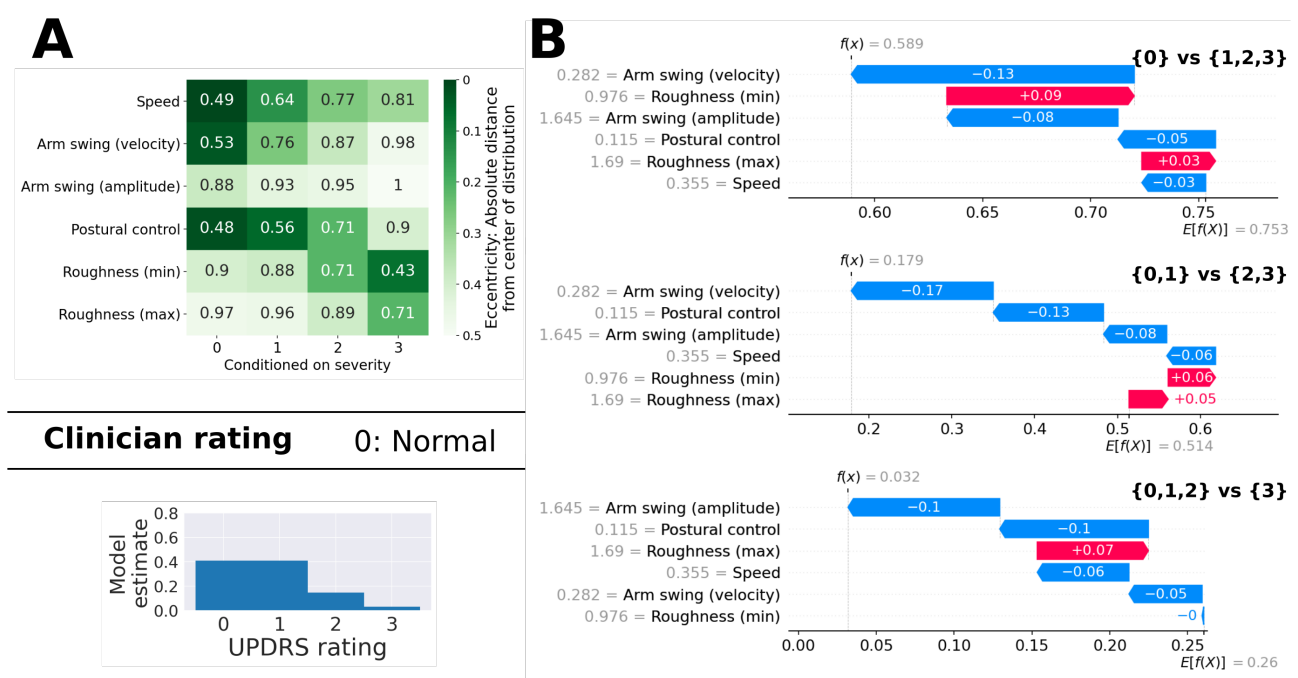 A
Speed 0.49 0.64 0.77 0.81
Arm swing (velocity) 0.53 0.76 0.87 0.98
Arm swing (amplitude) 0.88 0.93 0.95 1
Postural control 0.48 0.56 0.71 0.9
Roughness (min) 0.9 0.88 0.71 0.43
Roughness (max) 0.97 0.96 0.89 0.71
0 1 2 3
Conditioned on severity
0
0.1
0.2
0.3
0.4
0.5
Eccentricity: Absolute distance
from center of distribution
Clinician rating 0: Normal
0.8
0.6
0.4
0.2
0.0
Model
estimate
0 1 2 3
UPDRS rating
B
f(x) = 0.589
{0} vs {1,2,3}
0.282 = Arm swing (velocity) −0.13
0.976 = Roughness (min) +0.09
1.645 = Arm swing (amplitude) −0.08
0.115 = Postural control −0.05
1.69 = Roughness (max) +0.03
0.355 = Speed −0.03
0.60 0.65 0.70 0.75
E[f(X)] = 0.753
f(x) = 0.179
{0,1} vs {2,3}
0.282 = Arm swing (velocity) −0.17
0.115 = Postural control −0.13
1.645 = Arm swing (amplitude) −0.08
0.355 = Speed −0.06
0.976 = Roughness (min) +0.06
1.69 = Roughness (max) +0.05
0.2 0.3 0.4 0.5 0.6
E[f(X)] = 0.514
f(x) = 0.032
{0,1,2} vs {3}
1.645 = Arm swing (amplitude) −0.1
0.115 = Postural control −0.1
1.69 = Roughness (max) +0.07
0.355 = Speed −0.06
0.282 = Arm swing (velocity) −0.05
0.976 = Roughness (min) −0
0.00 0.05 0.10 0.15 0.20 0.25
E[f(X)] = 0.26